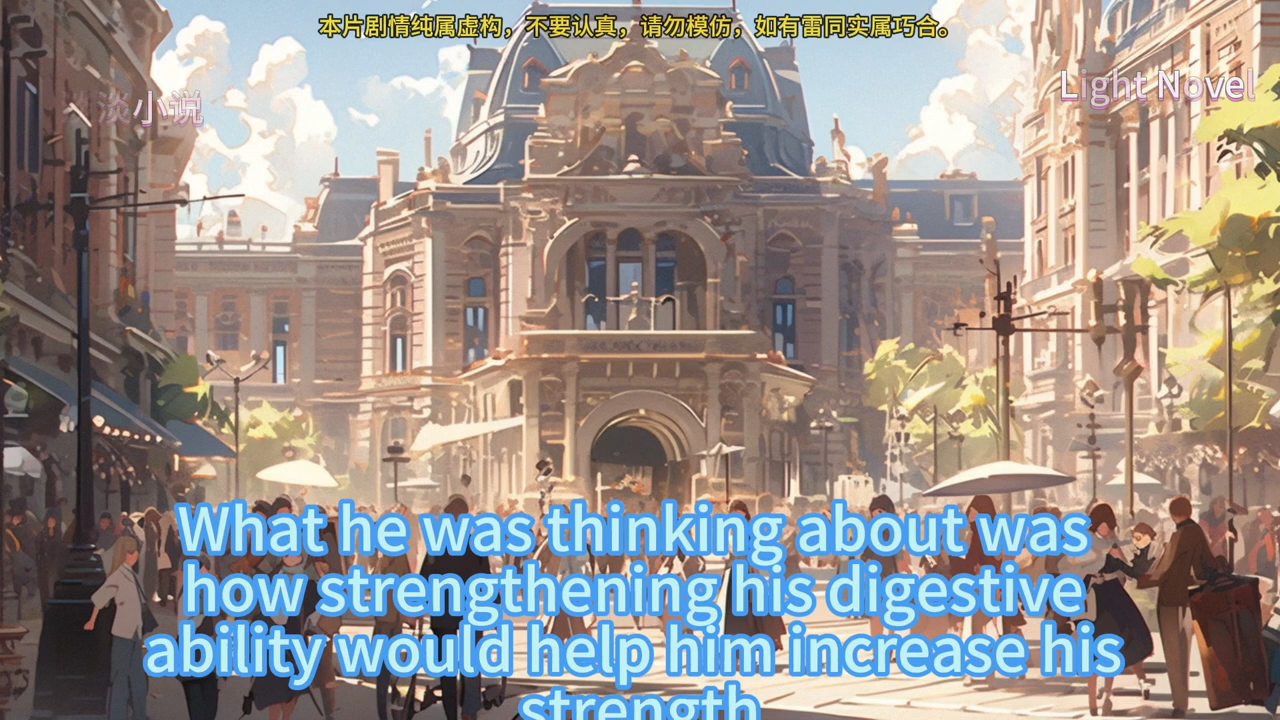 本片剧情纯属虚构，不要认真，请勿模仿，如有雷同实属巧合。
淡小说
Light Novel
What he was thinking about was
how strengthening his digestive
ability would help him increase his
strength